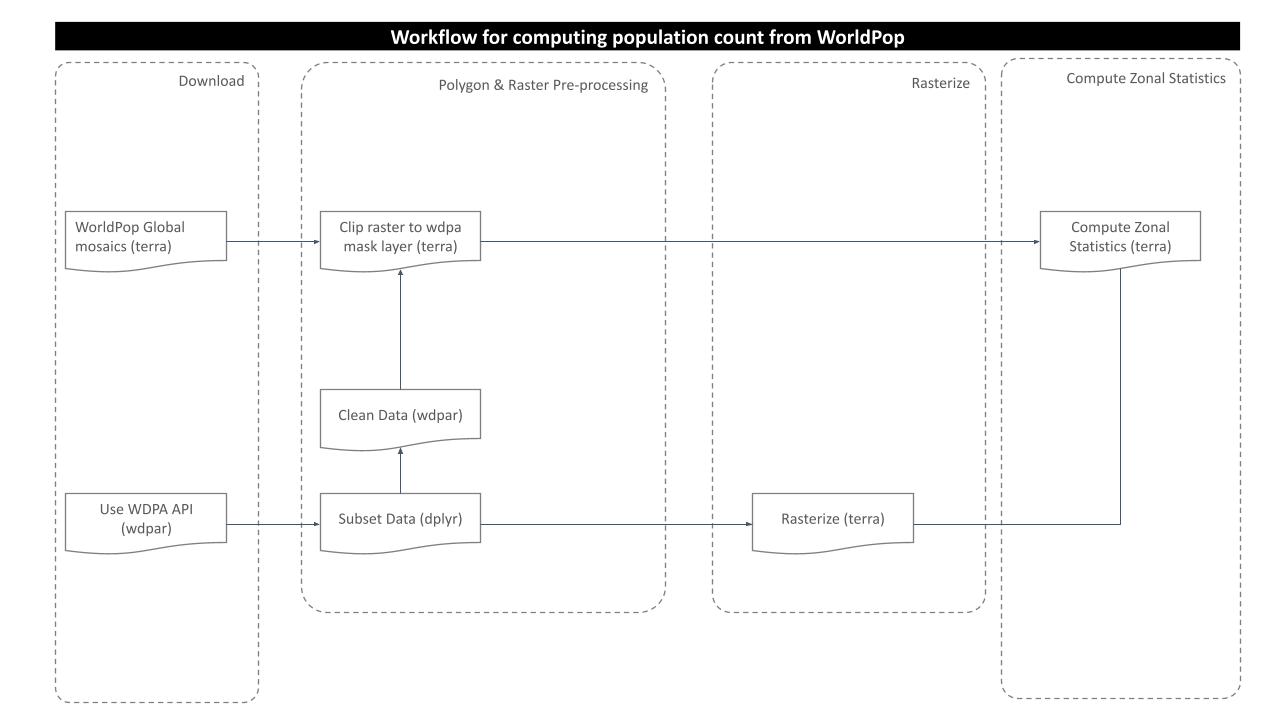 Workflow for computing population count from WorldPop
Download
Polygon & Raster Pre-processing
Rasterize
Compute Zonal Statistics
WorldPop Global
mosaics (terra)
Clip raster to wdpa
mask layer (terra)
Compute Zonal
Statistics (terra)
Clean Data (wdpar)
Use WDPA API
(wdpar)
Subset Data (dplyr)
Rasterize (terra)